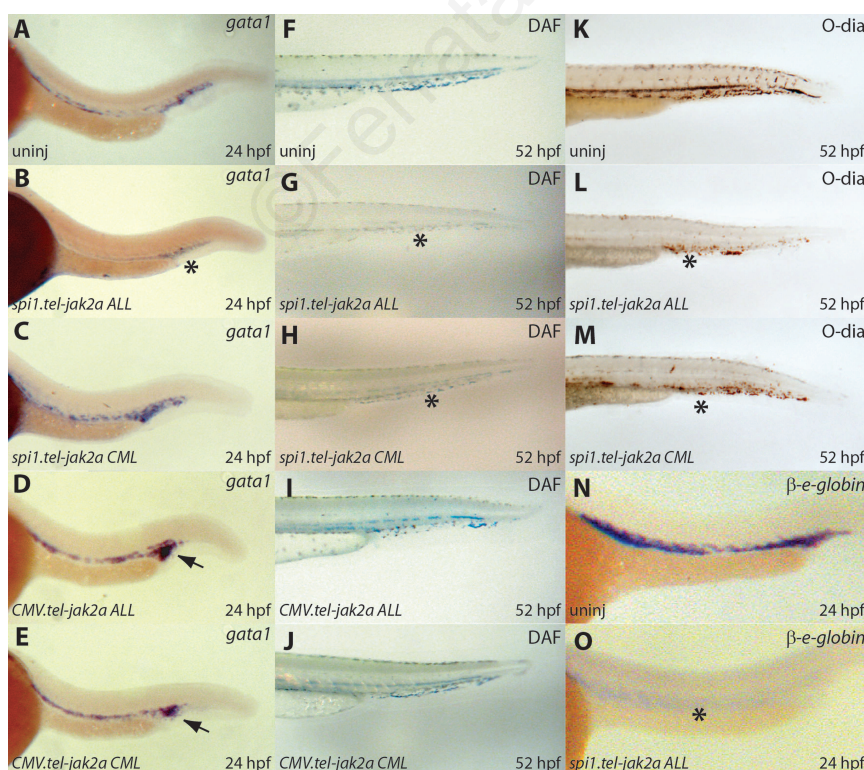 A
gata1
uninj
24 hpf
B
gata1
*
spi1.tel-jak2a ALL
24 hpf
C
gata1
spi1.tel-jak2a CML
24 hpf
D
gata1
CMV.tel-jak2a ALL
24 hpf
E
gata1
CMV.tel-jak2a CML
24 hpf
F
DAF
uninj
52 hpf
G
DAF
*
spi1.tel-jak2a ALL
52 hpf
H
DAF
*
spi1.tel-jak2a CML
52 hpf
I
DAF
CMV.tel-jak2a ALL
52 hpf
J
DAF
CMV.tel-jak2a CML
52 hpf
K
O-dia
uninj
52 hpf
L
O-dia
*
spi1.tel-jak2a ALL
52 hpf
M
O-dia
*
spi1.tel-jak2a CML
52 hpf
N
β-e-globin
uninj
24 hpf
O
β-e-globin
*
spi1.tel-jak2a ALL
24 hpf